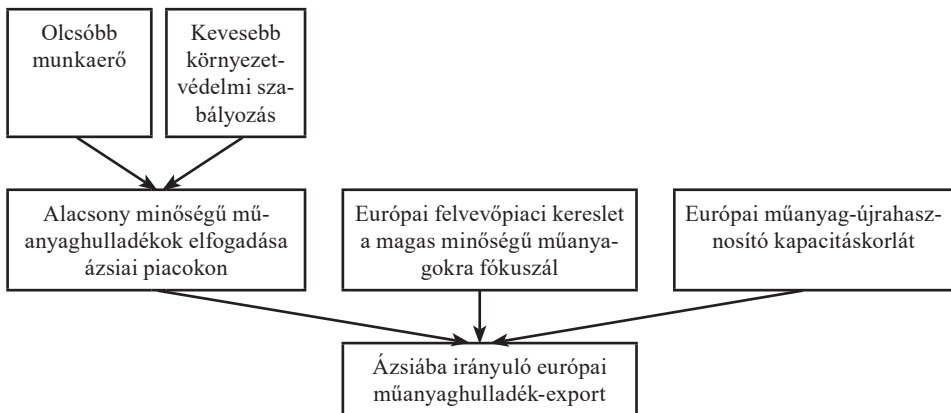 Olcsóbb
munkaerő
Kevesebb
környezet-
védelmi sza-
bályozás
Alacsony minőségű mű-
anyaghulladékok elfogadása
ázsiai piacokon
Európai felvevőpiaci kereslet
a magas minőségű műanya-
gokra fókuszál
Európai műanyag-újrahasz-
nosító kapacitáskorlát
Ázsiába irányuló európai
műanyaghulladék-export